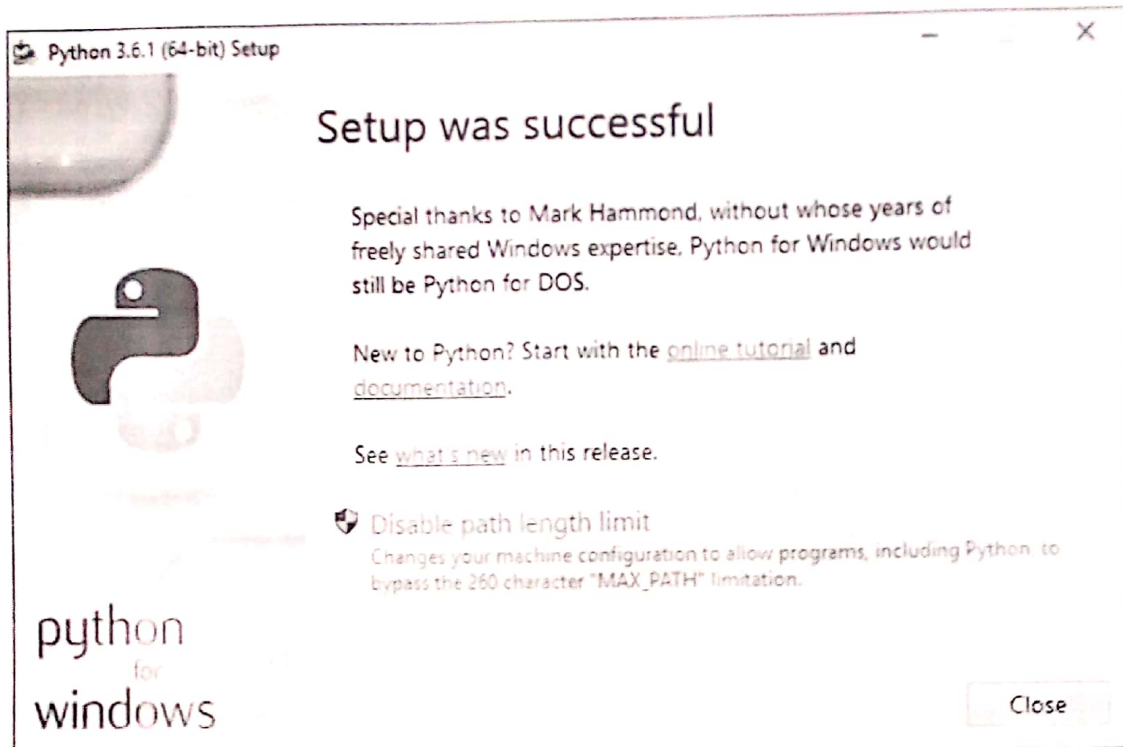 Python 3.6.1 (64-bit) Setup
Setup was successful
Special thanks to Mark Hammond, without whose years of
freely shared Windows expertise, Python for Windows would
still be Python for DOS.
New to Python? Start with the online tutorial and
documentation.
See what's new in this release.
Disable path length limit
Changes your machine configuration to allow programs, including Python, to
bypass the 260 character "MAX_PATH" limitation.
python
for
windows
Close